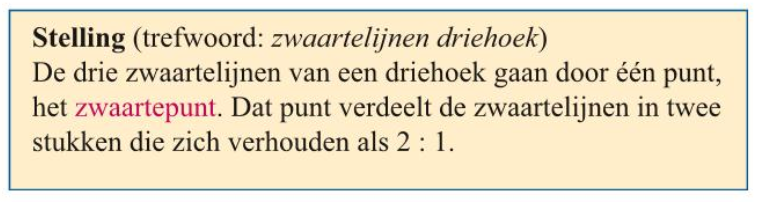 Stelling (trefwoord: zwaartelijnen driehoek)
De drie zwaartelijnen van een driehoek gaan door één punt,
het zwaartepunt. Dat punt verdeelt de zwaartelijnen in twee
stukken die zich verhouden als 2 : 1.